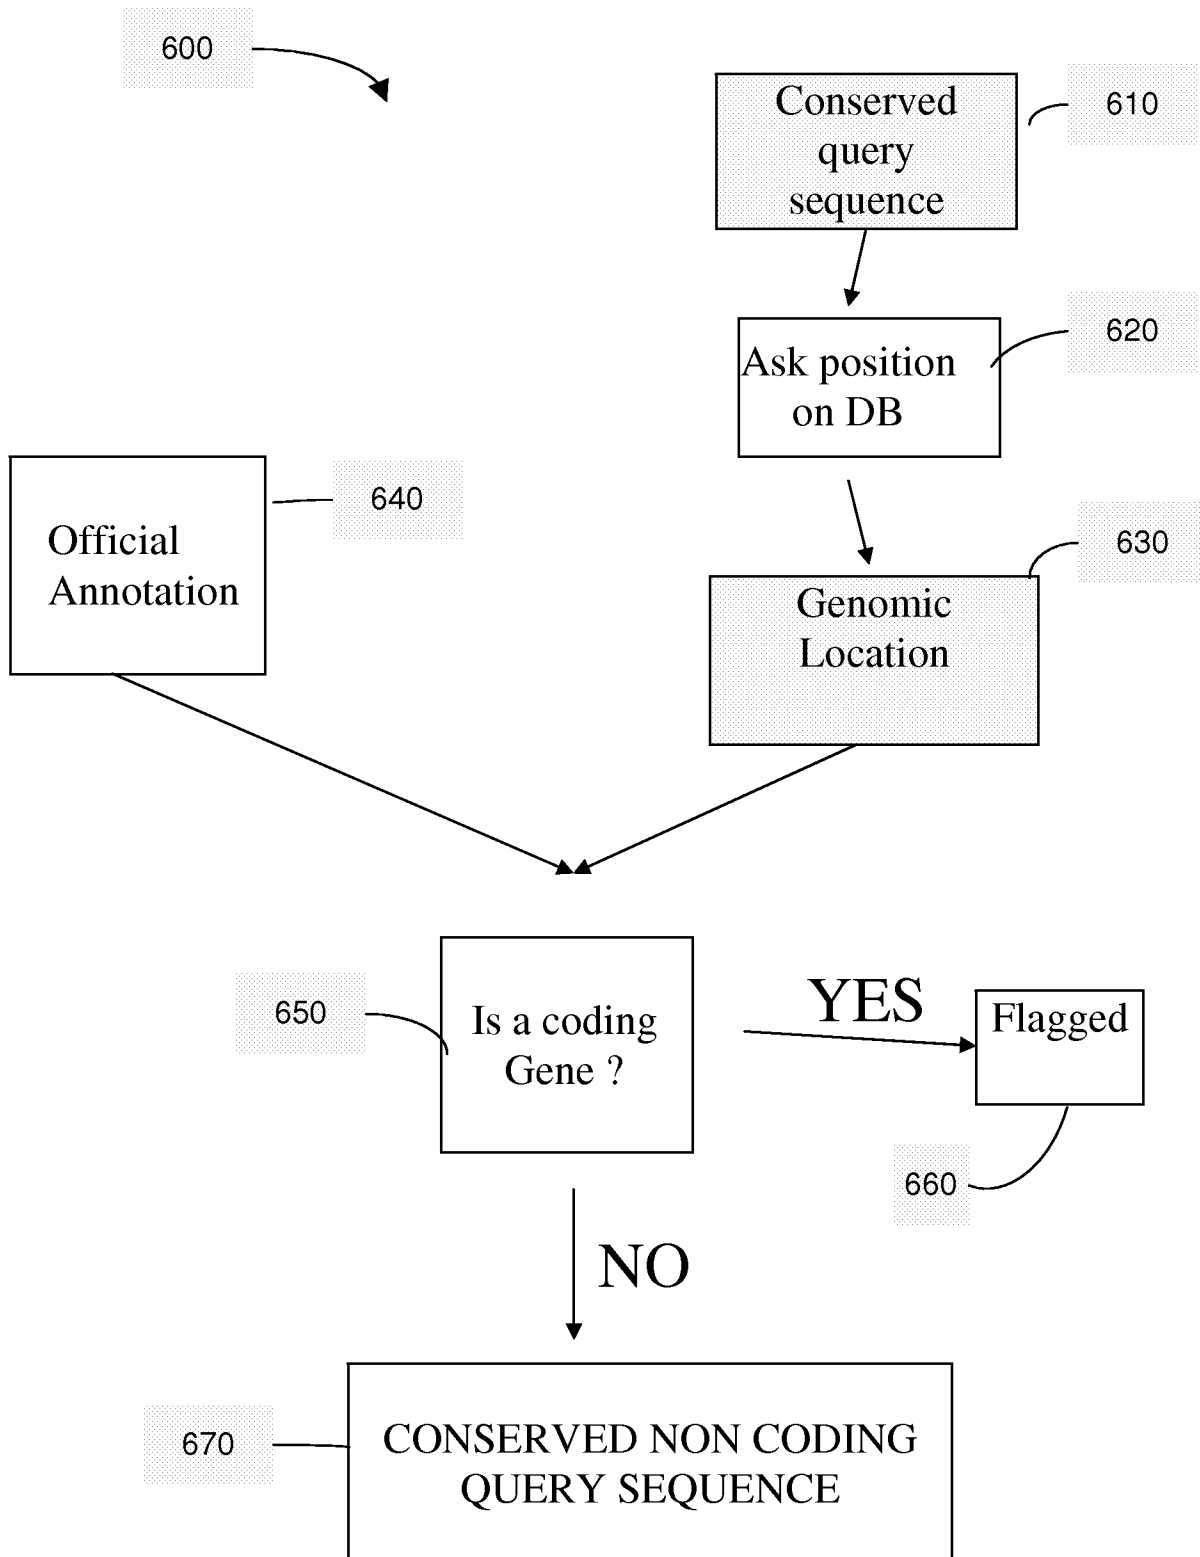 600
Conserved
query
sequence
610
Ask position
on DB
620
Official
Annotation
640
Genomic
Location
630
650
Is a coding
Gene ?
YES
Flagged
660
NO
670
CONSERVED NON CODING
QUERY SEQUENCE